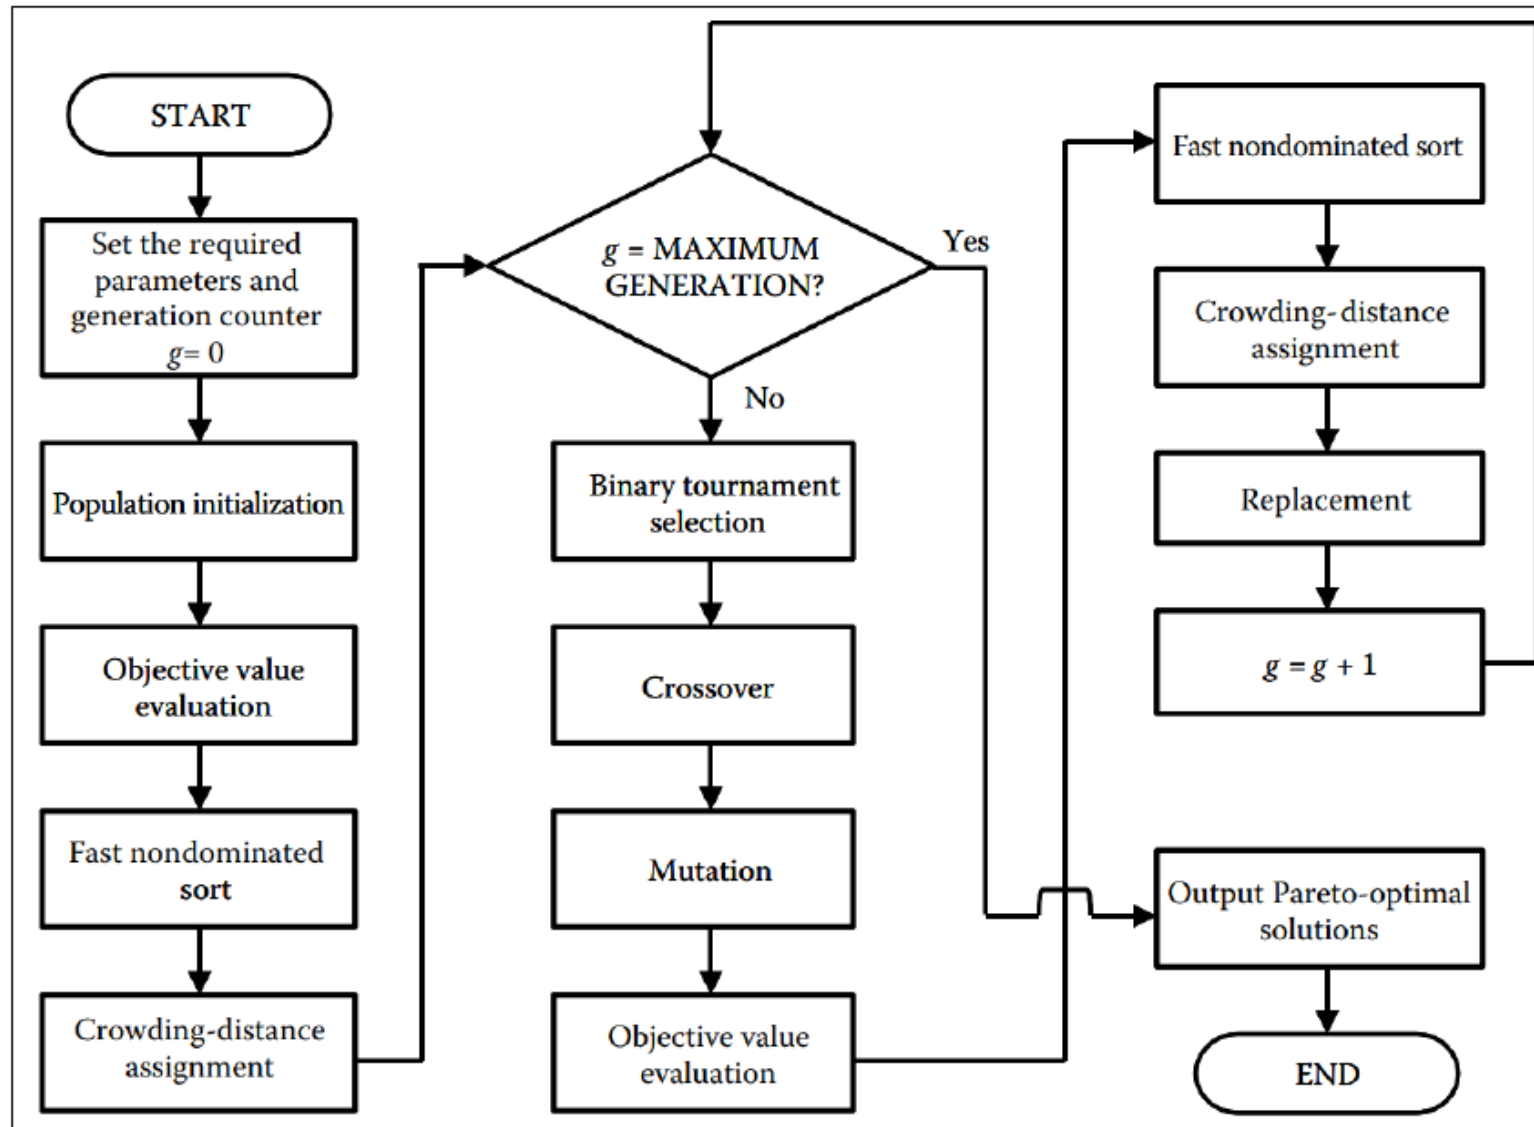 START
Set the required
parameters and
generation counter
g= 0
Population initialization
Objective value
evaluation
Fast nondominated
sort
Crowding-distance
assignment
g = MAXIMUM
GENERATION?
Yes
No
Binary tournament
selection
Crossover
Mutation
Objective value
evaluation
Fast nondominated sort
Crowding-distance
assignment
Replacement
g = g + 1
Output Pareto-optimal
solutions
END